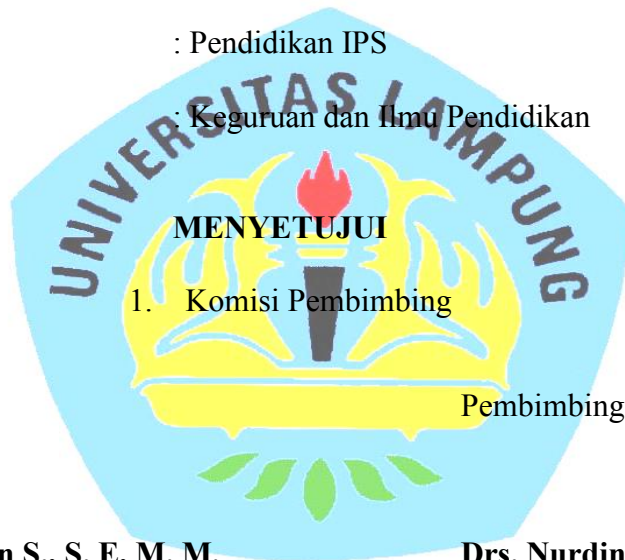 : Pendidikan IPS
: Keguruan dan Ilmu Pendidikan
UNIVERSITAS LAMPUNG
MENYETUJUI
1. Komisi Pembimbing
Pembimbing
n S., S. E, M. M. Drs. Nurdin